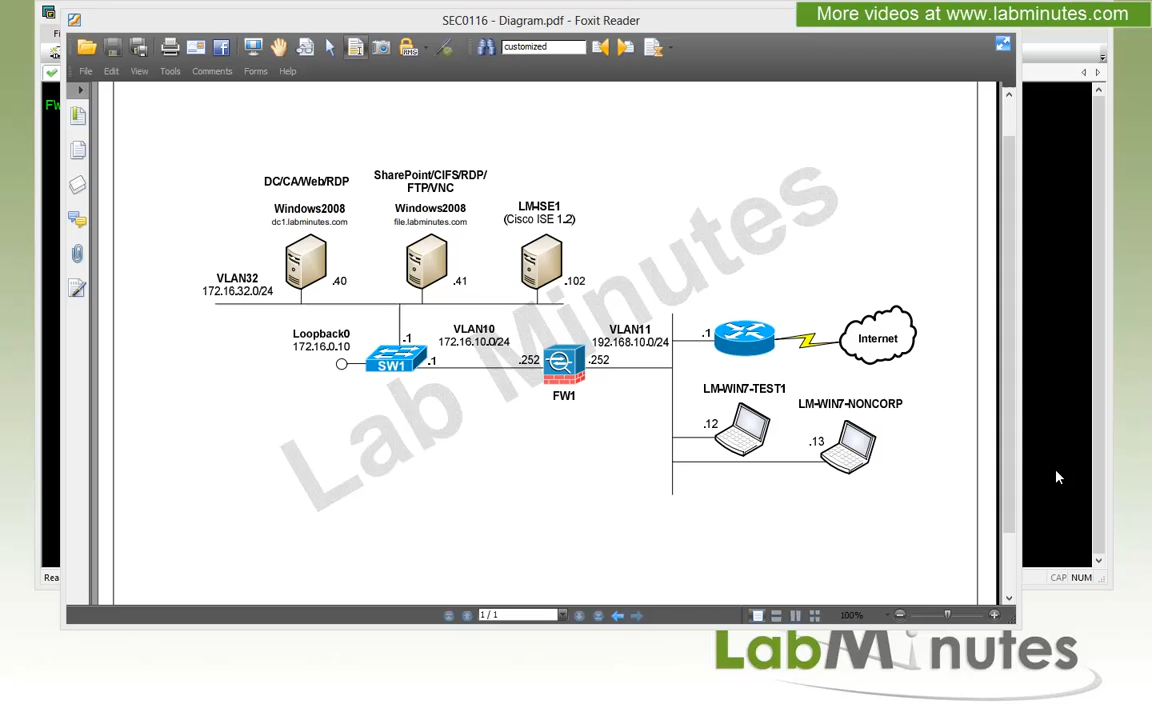 More videos at www.labminutes.com
SEC0116 - Diagram.pdf - Foxit Reader
customized
File Edit View Tools Comments Forms Help
DC/CA/Web/RDP
Windows2008
dc1.labminutes.com
.40
SharePoint/CIFS/RDP/
FTP/VNC
Windows2008
file.labminutes.com
.41
LM-ISE1
(Cisco ISE 1.2)
.102
VLAN32
172.16.32.0/24
Loopback0
172.16.0.10
.1
SW1
.1
VLAN10
172.16.10.0/24
.252
FW1
.252
VLAN11
192.168.10.0/24
.1
Internet
LM-WIN7-TEST1
.12
LM-WIN7-NONCORP
.13
Lab Minutes
Rea
CAP NUM
1 / 1
100%
LabMinutes